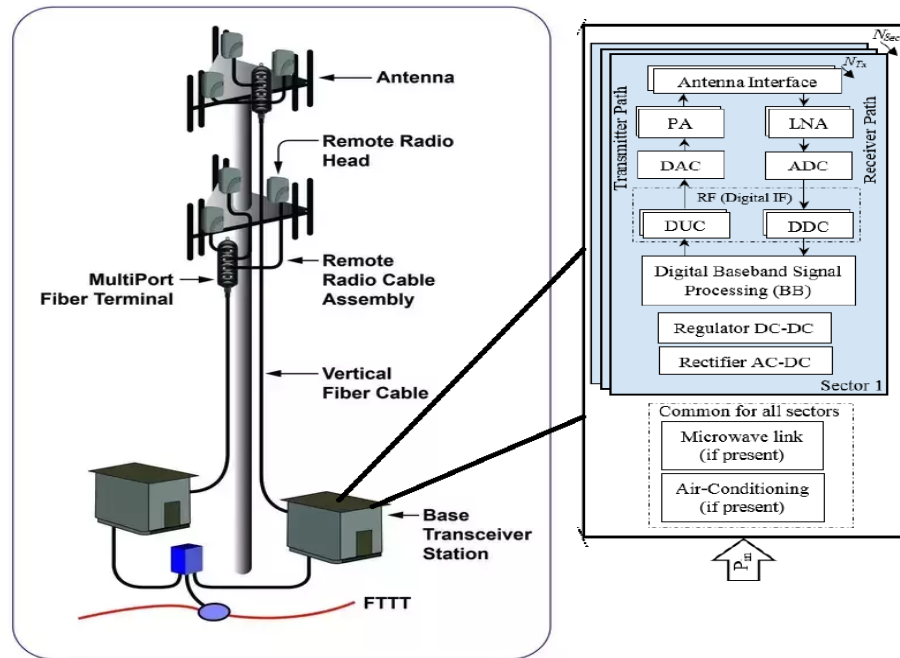 Antenna
Remote Radio
Head
MultiPort
Fiber Terminal
Remote
Radio Cable
Assembly
Vertical
Fiber Cable
Base
Transceiver
Station
FTTT
N_Sec
N_Tx
Antenna Interface
Transmitter Path
Receiver Path
PA
LNA
DAC
ADC
RF (Digital IF)
DUC
DDC
Digital Baseband Signal
Processing (BB)
Regulator DC-DC
Rectifier AC-DC
Sector 1
Common for all sectors
Microwave link
(if present)
Air-Conditioning
(if present)
P_in